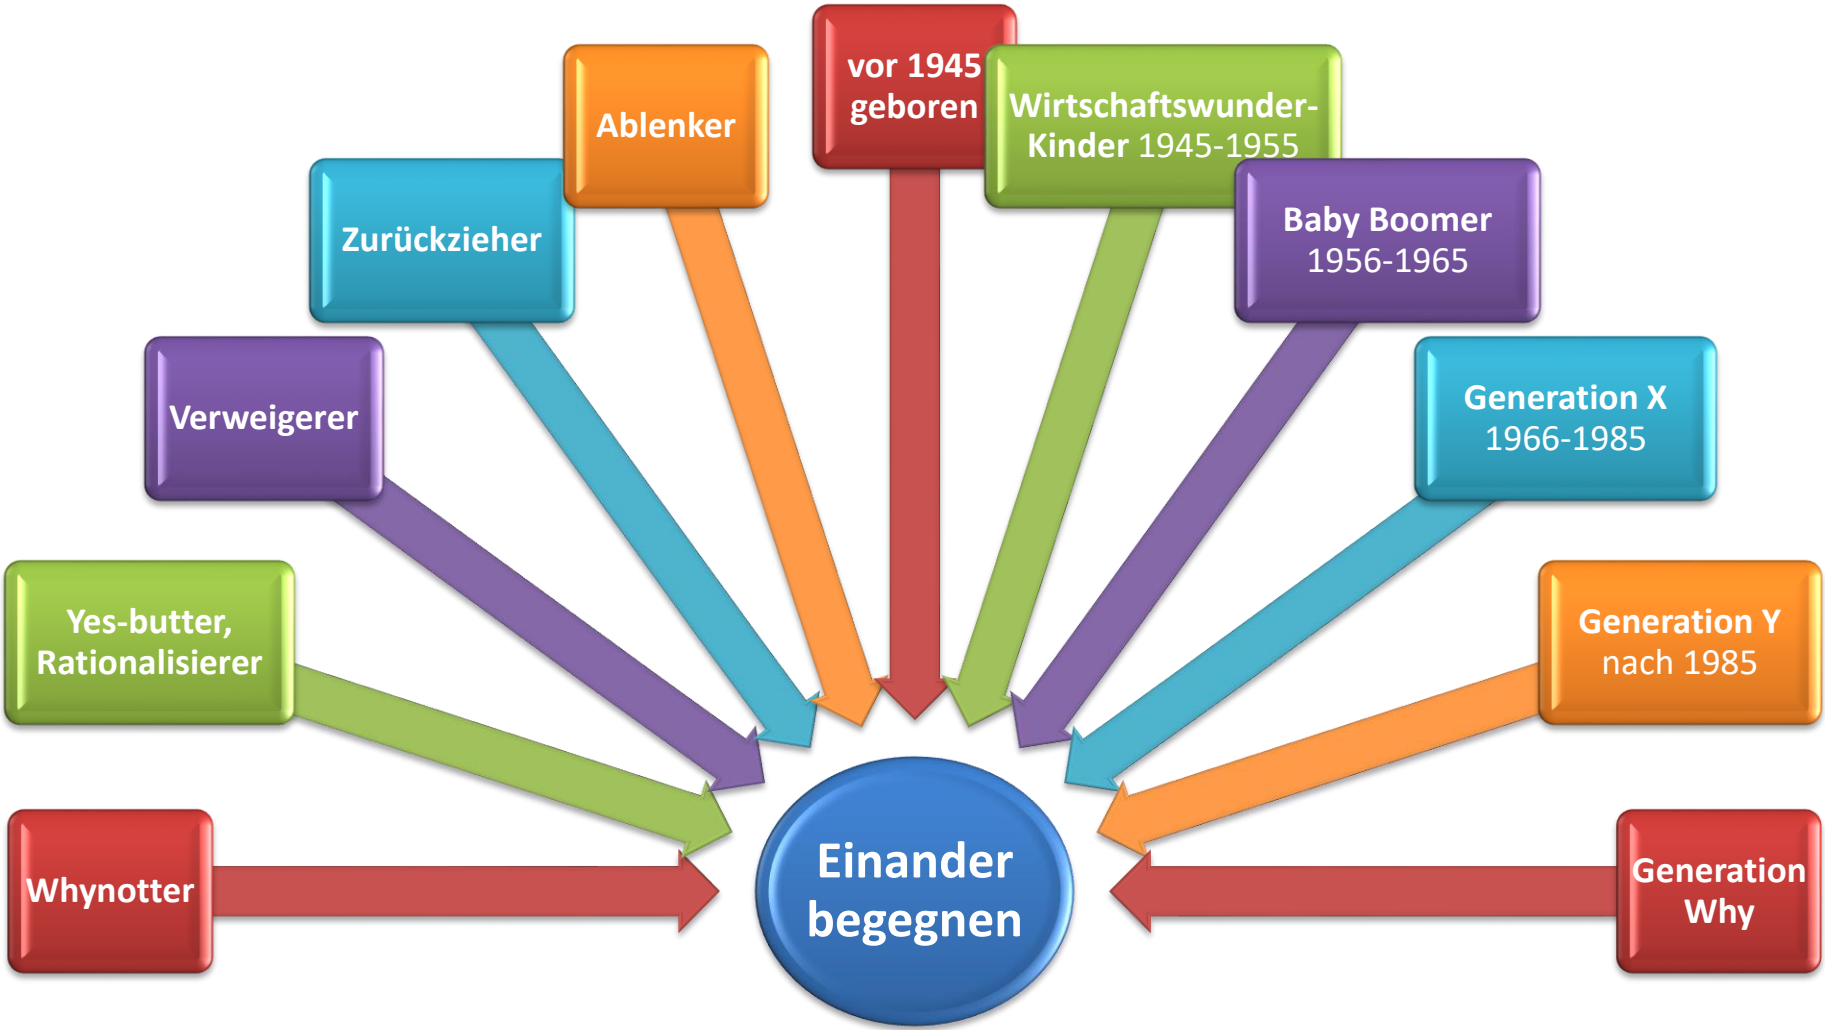 vor 1945
geboren
Wirtschaftswunder-
Kinder 1945-1955
Ablenker
Baby Boomer
1956-1965
Zurückzieher
Generation X
1966-1985
Verweigerer
Generation Y
nach 1985
Yes-butter,
Rationalisierer
Generation
Why
Whynotter
Einander
begegnen